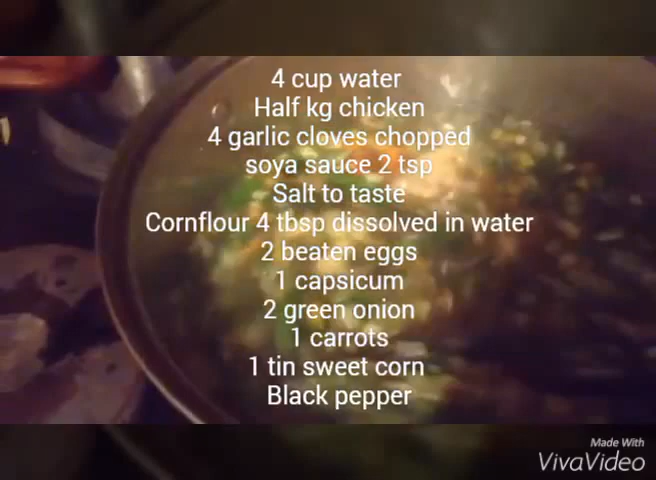 4 cup water
Half kg chicken
4 garlic cloves chopped
soya sauce 2 tsp
Salt to taste
Cornflour 4 tbsp dissolved in water
2 beaten eggs
1 capsicum
2 green onion
1 carrots
1 tin sweet corn
Black pepper
Made With
VivaVideo